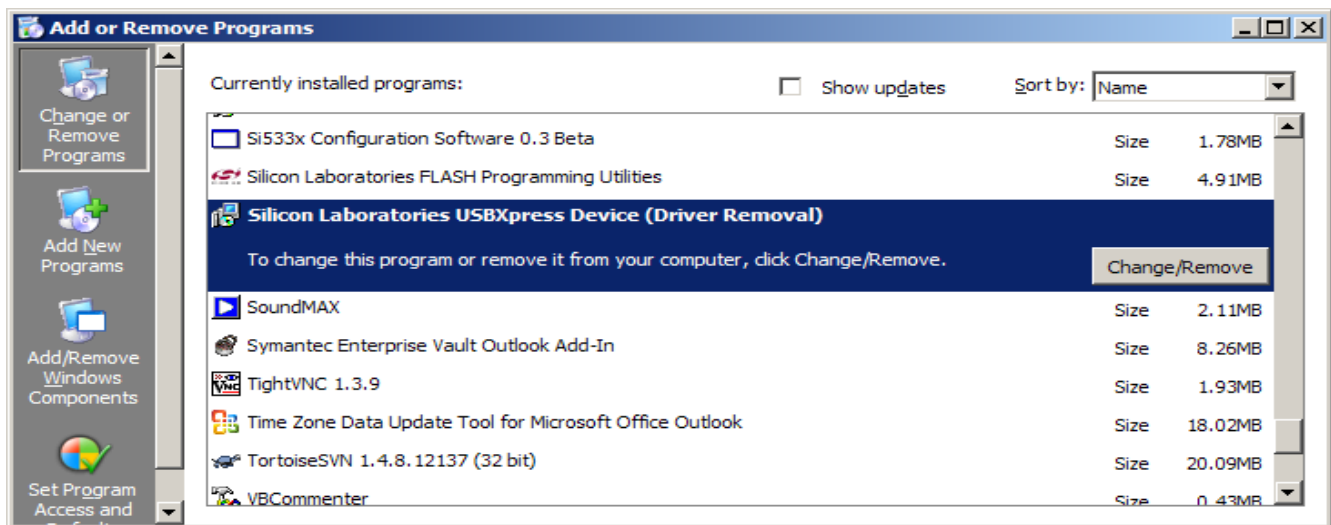 Add or Remove Programs
Change or
Remove
Programs
Add New
Programs
Add/Remove
Windows
Components
Set Program
Access and
Currently installed programs:
Show updates
Sort by: Name
Si533x Configuration Software 0.3 Beta Size 1.78MB
Silicon Laboratories FLASH Programming Utilities Size 4.91MB
Silicon Laboratories USBXpress Device (Driver Removal)
To change this program or remove it from your computer, click Change/Remove. Change/Remove
SoundMAX Size 2.11MB
Symantec Enterprise Vault Outlook Add-In Size 8.26MB
TightVNC 1.3.9 Size 1.93MB
Time Zone Data Update Tool for Microsoft Office Outlook Size 18.02MB
TortoiseSVN 1.4.8.12137 (32 bit) Size 20.09MB
VBCommenter Size 0.43MB